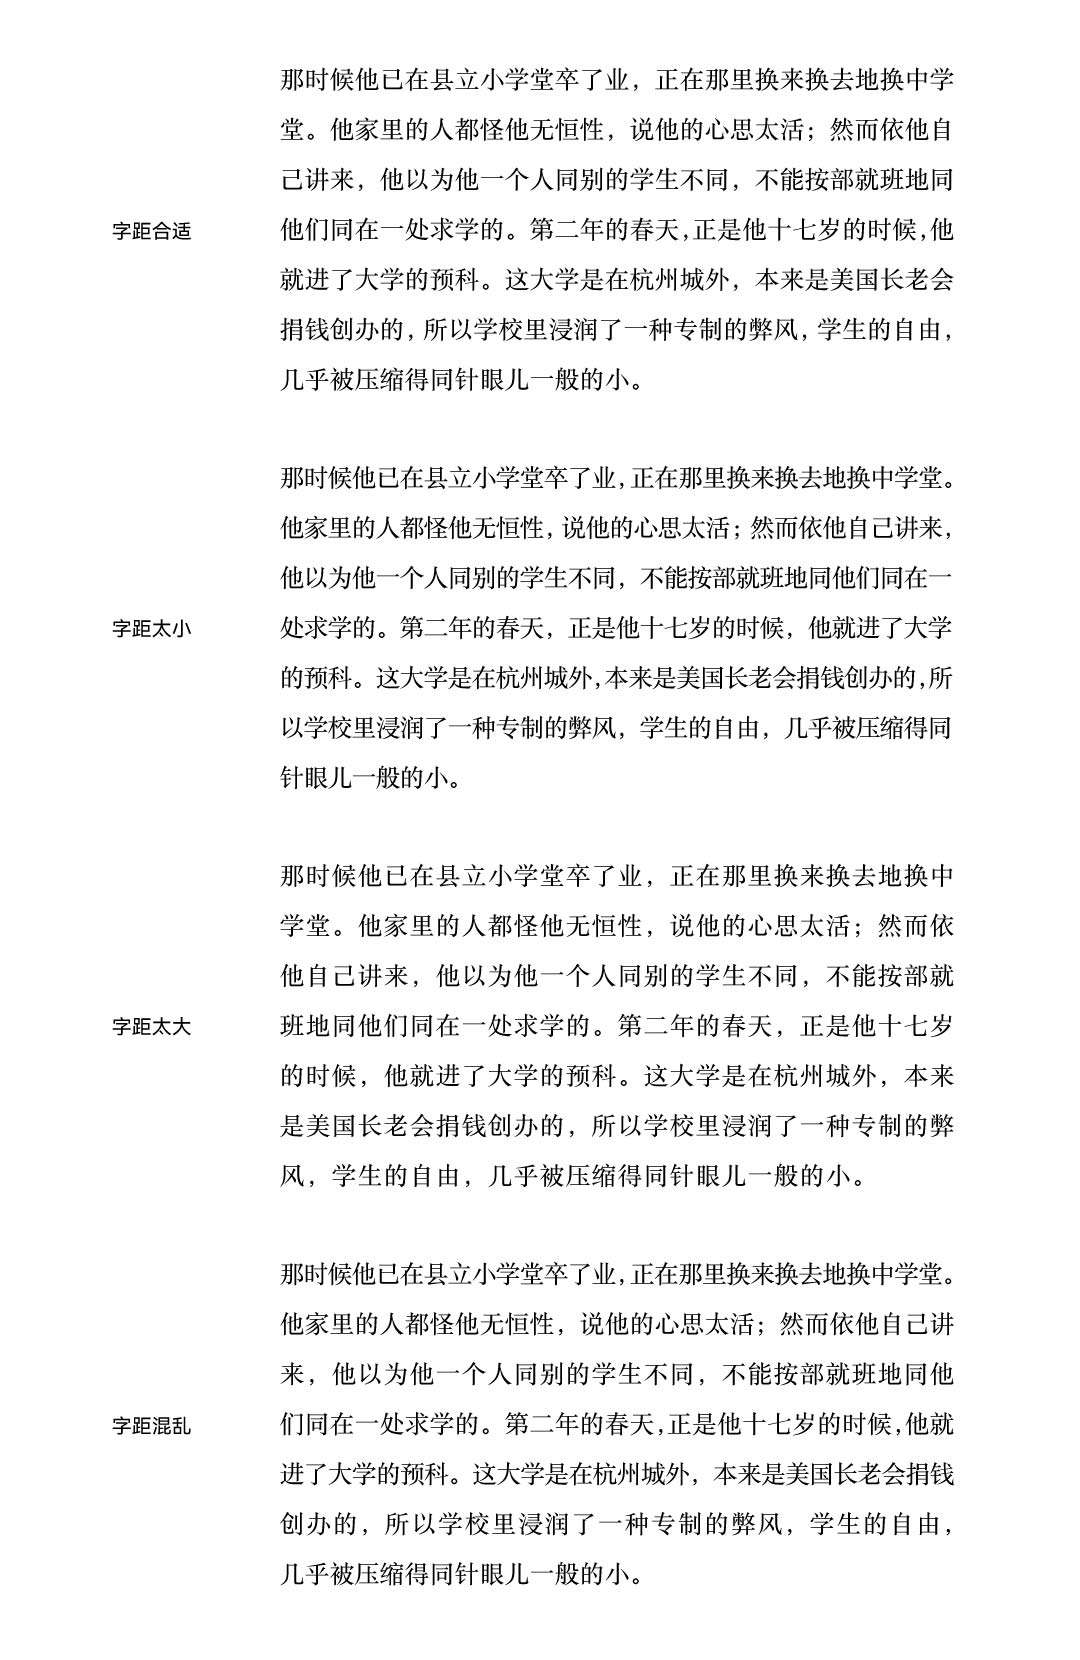 那时候他已在县立小学堂卒了业，正在那里换来换去地换中学
堂。他家里的人都怪他无恒性，说他的心思太活；然而依他自
己讲来，他以为他一个人同别的学生不同，不能按部就班地同
字距合适 他们同在一处求学的。第二年的春天，正是他十七岁的时候，他
就进了大学的预科。这大学是在杭州城外，本来是美国长老会
捐钱创办的，所以学校里浸润了一种专制的弊风，学生的自由，
几乎被压缩得同针眼儿一般的小。
那时候他已在县立小学堂卒了业，正在那里换来换去地换中学堂。
他家里的人都怪他无恒性，说他的心思太活；然而依他自己讲来，
他以为他一个人同别的学生不同，不能按部就班地同他们同在一
字距太小 处求学的。第二年的春天，正是他十七岁的时候，他就进了大学
的预科。这大学是在杭州城外，本来是美国长老会捐钱创办的，所
以学校里浸润了一种专制的弊风，学生的自由，几乎被压缩得同
针眼儿一般的小。
那时候他已在县立小学堂卒了业，正在那里换来换去地换中
学堂。他家里的人都怪他无恒性，说他的心思太活；然而依
他自己讲来，他以为他一个人同别的学生不同，不能按部就
字距太大 班地同他们同在一处求学的。第二年的春天，正是他十七岁
的时候，他就进了大学的预科。这大学是在杭州城外，本来
是美国长老会捐钱创办的，所以学校里浸润了一种专制的弊
风，学生的自由，几乎被压缩得同针眼儿一般的小。
那时候他已在县立小学堂卒了业，正在那里换来换去地换中学堂。
他家里的人都怪他无恒性，说他的心思太活；然而依他自己讲
来，他以为他一个人同别的学生不同，不能按部就班地同他
字距混乱 们同在一处求学的。第二年的春天，正是他十七岁的时候，他就
进了大学的预科。这大学是在杭州城外，本来是美国长老会捐钱
创办的，所以学校里浸润了一种专制的弊风，学生的自由，
几乎被压缩得同针眼儿一般的小。